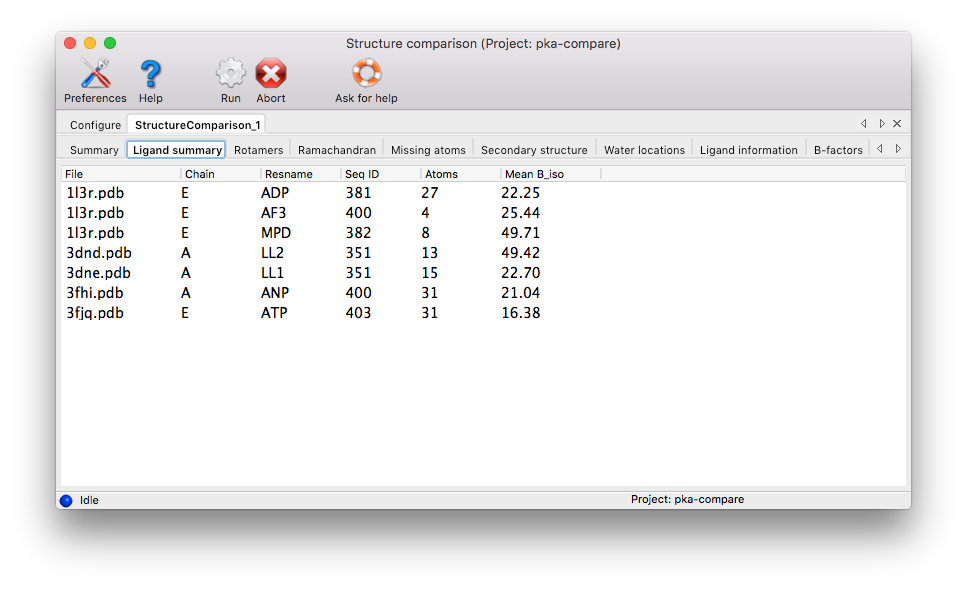 Structure comparison (Project: pka-compare)
Preferences Help Run Abort Ask for help
Configure StructureComparison_1
Summary Ligand summary Rotamers Ramachandran Missing atoms Secondary structure Water locations Ligand information B-factors
File Chain Resname Seq ID Atoms Mean B_iso
1l3r.pdb E ADP 381 27 22.25
1l3r.pdb E AF3 400 4 25.44
1l3r.pdb E MPD 382 8 49.71
3dnd.pdb A LL2 351 13 49.42
3dne.pdb A LL1 351 15 22.70
3fhi.pdb A ANP 400 31 21.04
3fjq.pdb E ATP 403 31 16.38
Idle Project: pka-compare